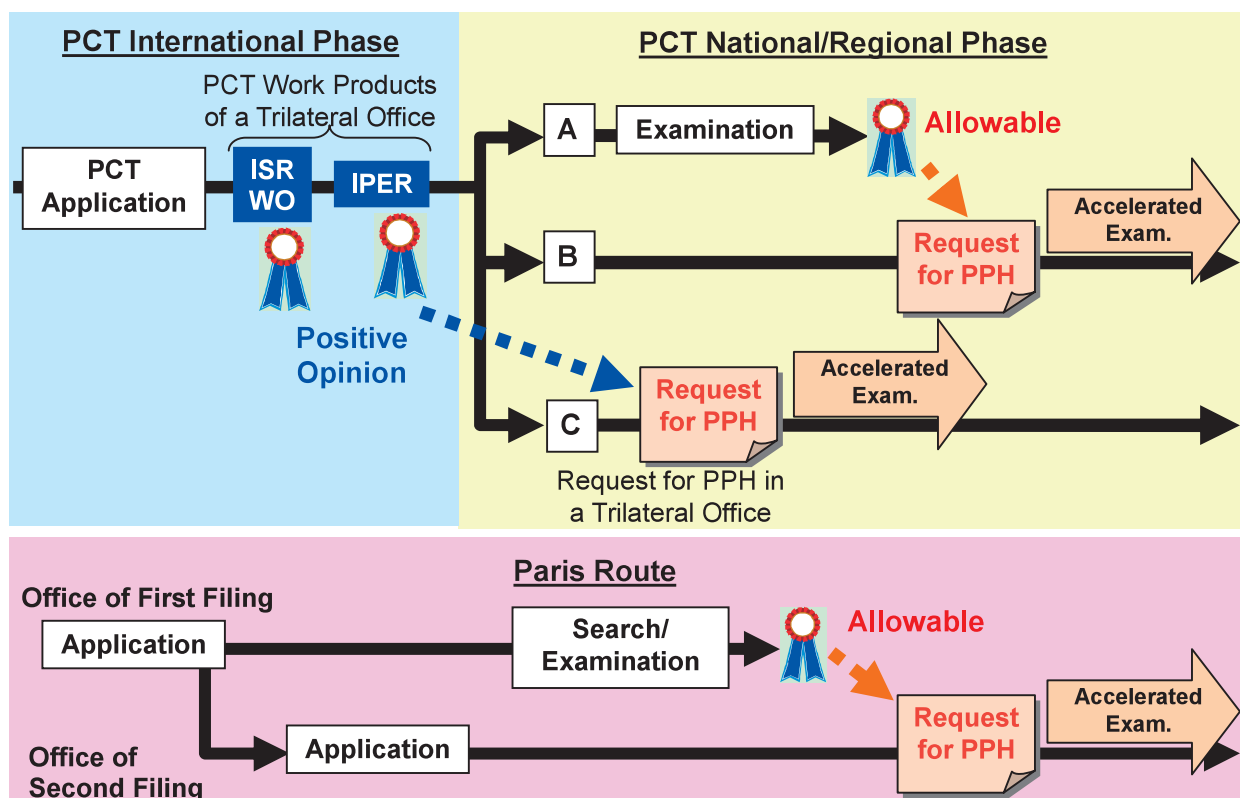 PCT International Phase
PCT National/Regional Phase
PCT Work Products
of a Trilateral Office
PCT
Application
ISR
WO
IPER
Positive
Opinion
A
Examination
Allowable
B
Request
for PPH
Accelerated
Exam.
C
Request
for PPH
Accelerated
Exam.
Request for PPH in
a Trilateral Office
Paris Route
Office of First Filing
Application
Search/
Examination
Allowable
Office of
Second Filing
Application
Request
for PPH
Accelerated
Exam.